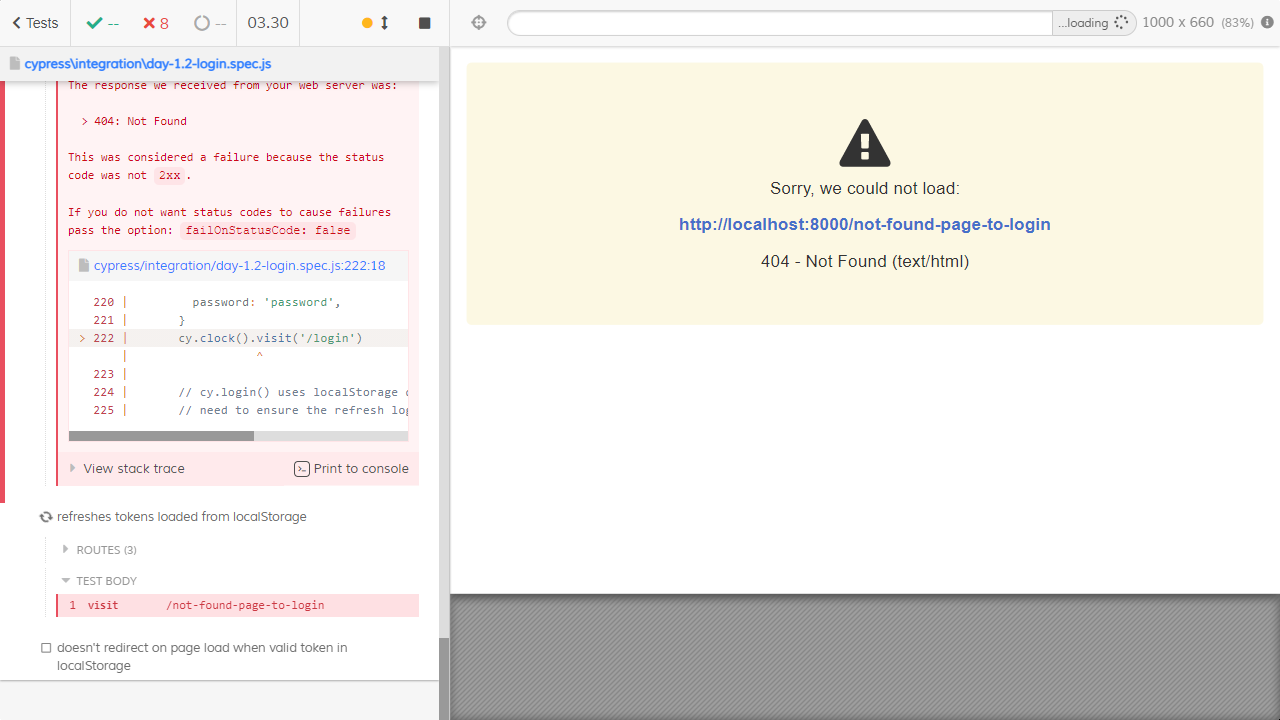 Tests
--
8
--
03.30
...loading
1000 x 660 (83%)
cypress\integration\day-1.2-login.spec.js
The response we received from your web server was:
> 404: Not Found
This was considered a failure because the status
code was not 2xx.
If you do not want status codes to cause failures
pass the option: failOnStatusCode: false
cypress/integration/day-1.2-login.spec.js:222:18
220 | password: 'password',
221 | }
> 222 | cy.clock().visit('/login')
| ^
223 |
224 | // cy.login() uses localStorage
225 | // need to ensure the refresh
View stack trace
Print to console
refreshes tokens loaded from localStorage
ROUTES (3)
TEST BODY
1 visit /not-found-page-to-login
doesn't redirect on page load when valid token in
localStorage
Sorry, we could not load:
http://localhost:8000/not-found-page-to-login
404 - Not Found (text/html)